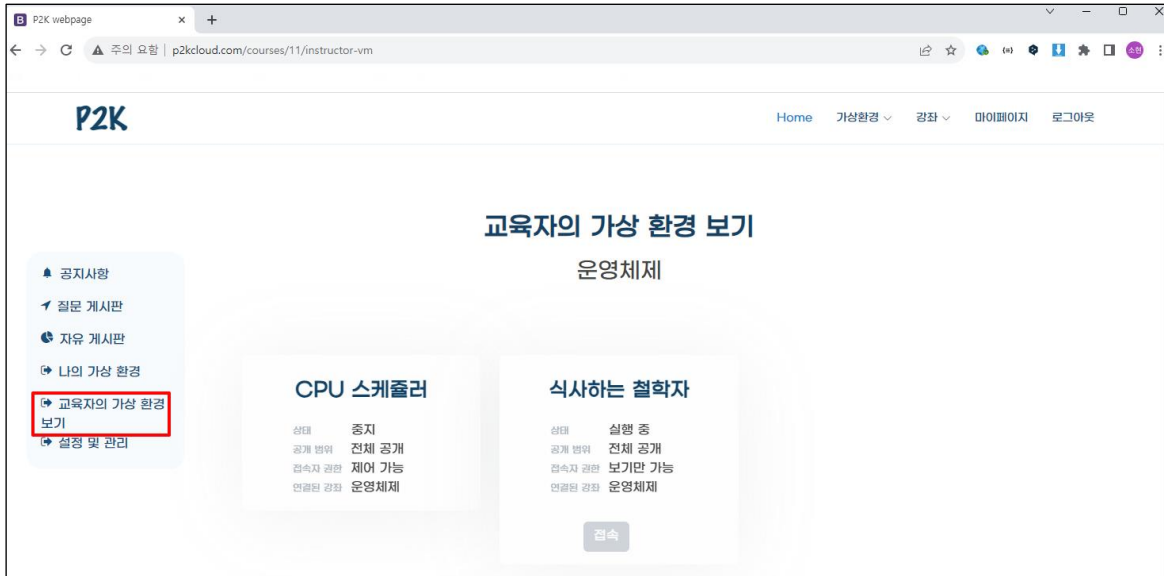 P2K webpage
주의 요함 | p2kcloud.com/courses/11/instructor-vm
P2K
Home 가상환경 강좌 마이페이지 로그아웃
교육자의 가상 환경 보기
운영체제
공지사항
질문 게시판
자유 게시판
나의 가상 환경
교육자의 가상 환경
보기
설정 및 관리
CPU 스케쥴러
상태 중지
공개 범위 전체 공개
접속자 권한 제어 가능
연결된 강좌 운영체제
식사하는 철학자
상태 실행 중
공개 범위 전체 공개
접속자 권한 보기만 가능
연결된 강좌 운영체제
접속